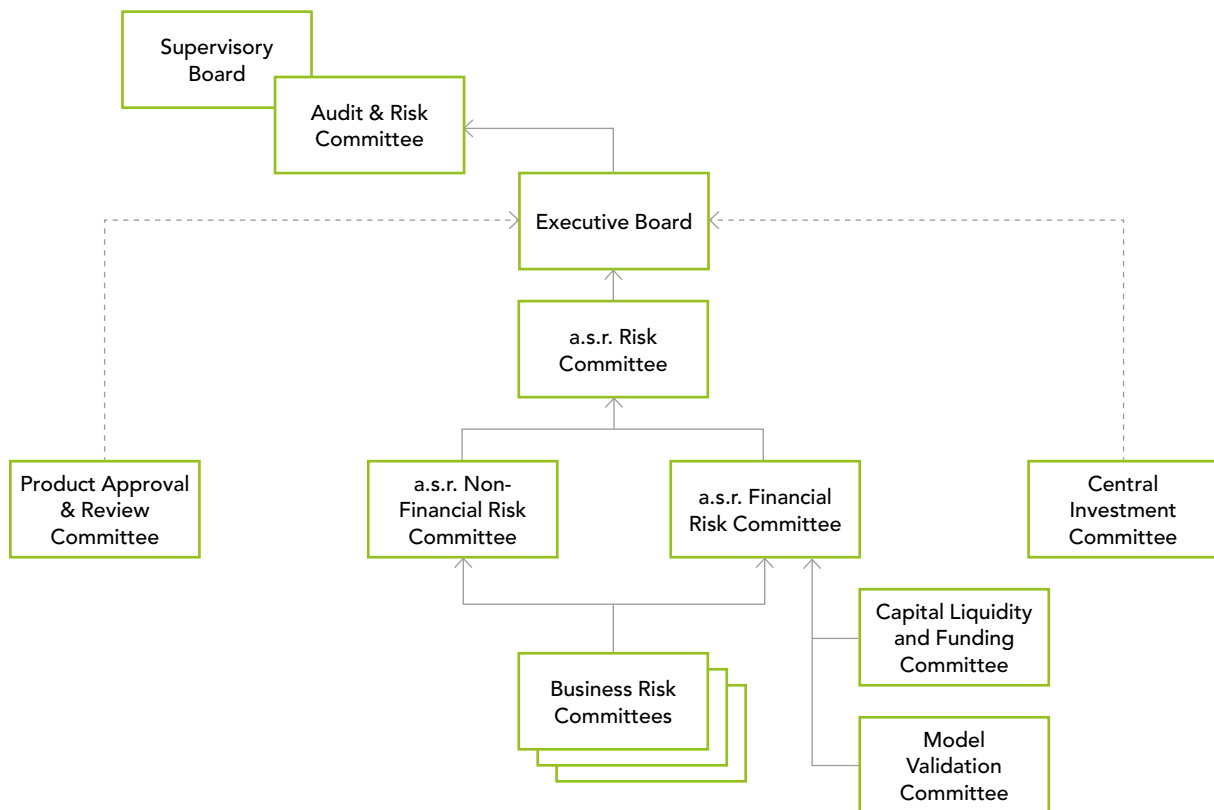 Supervisory
Board
Audit & Risk
Committee
Executive Board
a.s.r. Risk
Committee
Product Approval
& Review
Committee
a.s.r. Non-
Financial Risk
Committee
a.s.r. Financial
Risk Committee
Central
Investment
Committee
Capital Liquidity
and Funding
Committee
Business Risk
Committees
Model
Validation
Committee